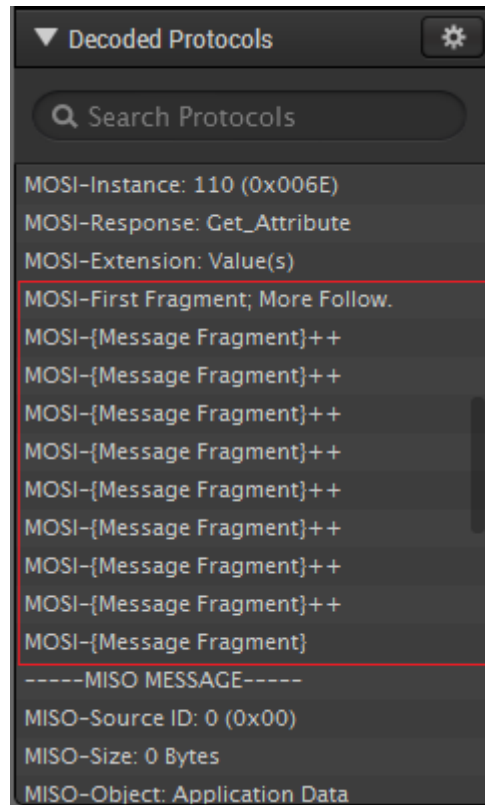 Decoded Protocols
Search Protocols
MOSI-Instance: 110 (0x006E)
MOSI-Response: Get_Attribute
MOSI-Extension: Value(s)
MOSI-First Fragment; More Follow.
MOSI-{Message Fragment}++
MOSI-{Message Fragment}++
MOSI-{Message Fragment}++
MOSI-{Message Fragment}++
MOSI-{Message Fragment}++
MOSI-{Message Fragment}++
MOSI-{Message Fragment}++
MOSI-{Message Fragment}++
MOSI-{Message Fragment}
-----MISO MESSAGE-----
MISO-Source ID: 0 (0x00)
MISO-Size: 0 Bytes
MISO-Object: Application Data